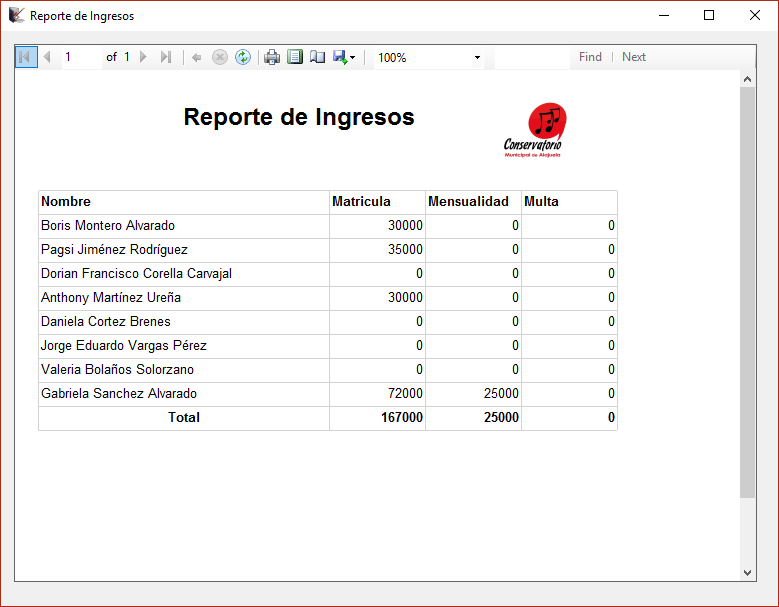 Reporte de Ingresos
1 of 1 100% Find Next
Reporte de Ingresos
Conservatorio
Municipal de Alajuela
Nombre Matricula Mensualidad Multa
Boris Montero Alvarado 30000 0 0
Pagsi Jiménez Rodríguez 35000 0 0
Dorian Francisco Corella Carvajal 0 0 0
Anthony Martínez Ureña 30000 0 0
Daniela Cortez Brenes 0 0 0
Jorge Eduardo Vargas Pérez 0 0 0
Valeria Bolaños Solorzano 0 0 0
Gabriela Sanchez Alvarado 72000 25000 0
Total 167000 25000 0